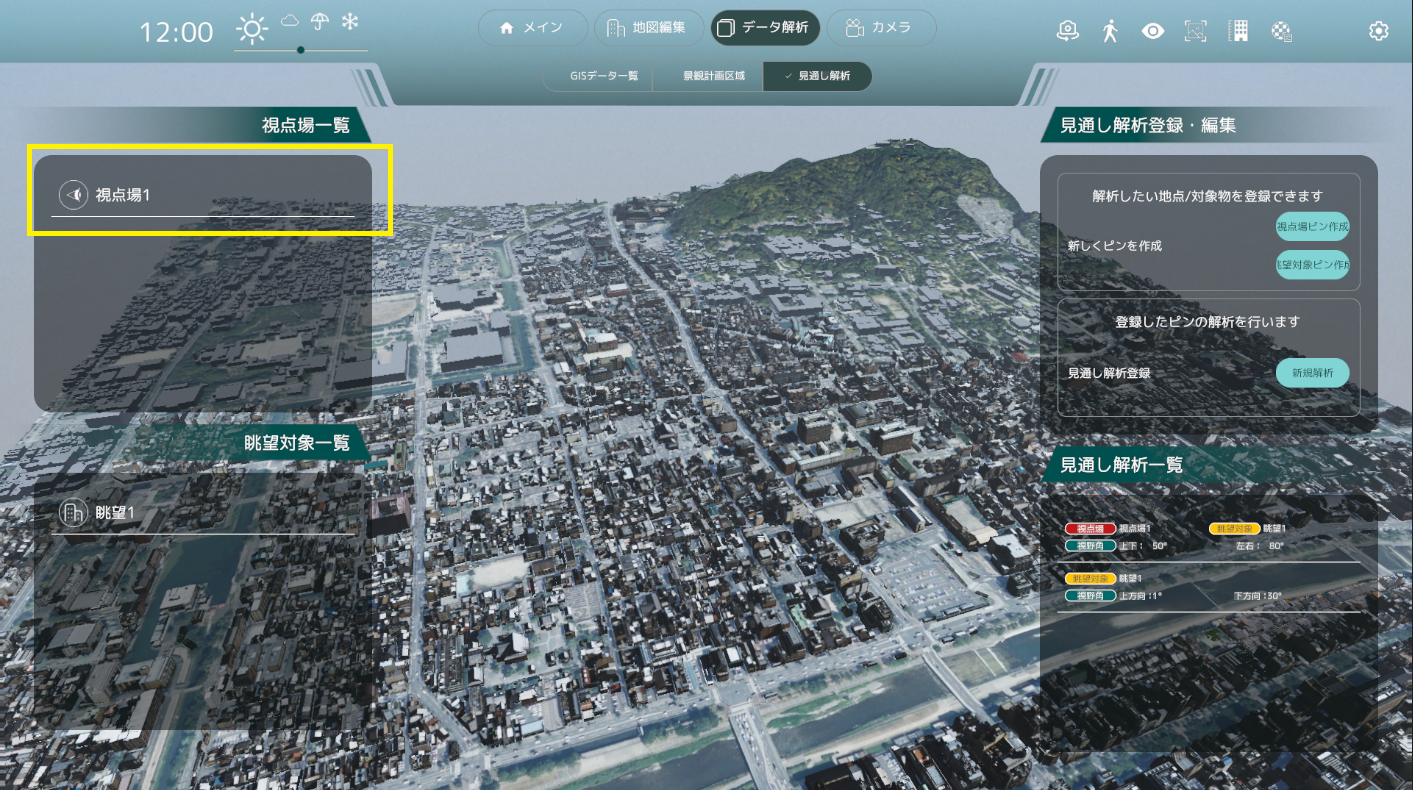 12:00
メイン
地図編集
データ解析
カメラ
GISデータ一覧
景観計画区域
✓ 見通し解析
視点場一覧
視点場1
眺望対象一覧
眺望1
見通し解析登録・編集
解析したい地点/対象物を登録できます
新しくピンを作成
視点場ピン作成
望対象ピン作
登録したピンの解析を行います
見通し解析登録
新規解析
見通し解析一覧
視点場 視点場1 眺望対象 眺望1
視野角 上下: 50° 左右: 80°
眺望対象 眺望1
視野角 上方向:1° 下方向:30°